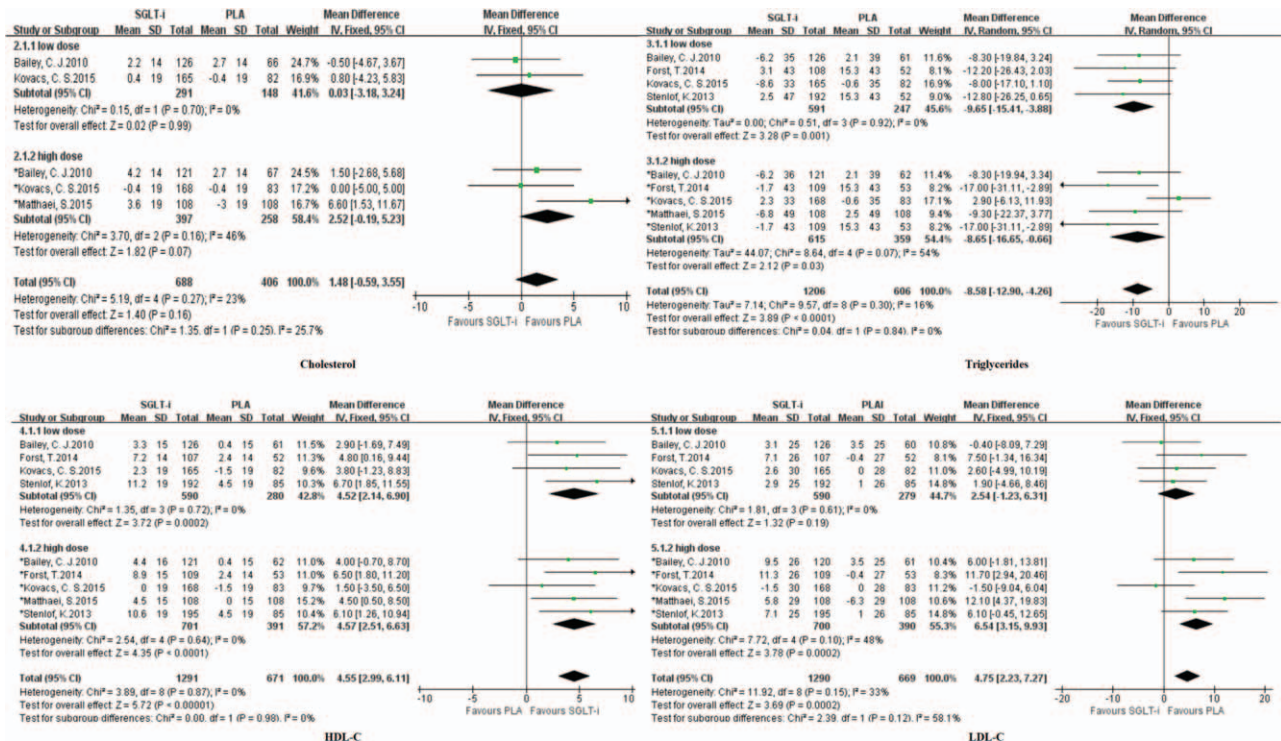 SGLT-i PLA Mean Difference Mean Difference
Study or Subgroup Mean SD Total Mean SD Total Weight IV, Fixed, 95% CI IV, Fixed, 95% CI
2.1.1 low dose
Bailey, C. J.2010 2.2 14 126 2.7 14 66 24.7% -0.50 [-4.67, 3.67]
Kovacs, C. S.2015 0.4 19 165 -0.4 19 82 16.9% 0.80 [-4.23, 5.83]
Subtotal (95% CI) 291 148 41.6% 0.03 [-3.18, 3.24]
Heterogeneity: Chi² = 0.15, df = 1 (P = 0.70); I² = 0%
Test for overall effect: Z = 0.02 (P = 0.99)
2.1.2 high dose
*Bailey, C. J.2010 4.2 14 121 2.7 14 67 24.5% 1.50 [-2.68, 5.68]
*Kovacs, C. S.2015 -0.4 19 168 -0.4 19 83 17.2% 0.00 [-5.00, 5.00]
*Matthaei, S.2015 3.6 19 108 -3 19 108 16.7% 6.60 [1.53, 11.67]
Subtotal (95% CI) 397 258 58.4% 2.52 [-0.19, 5.23]
Heterogeneity: Chi² = 3.70, df = 2 (P = 0.16); I² = 46%
Test for overall effect: Z = 1.82 (P = 0.07)
Total (95% CI) 688 406 100.0% 1.48 [-0.59, 3.55]
Heterogeneity: Chi² = 5.19, df = 4 (P = 0.27); I² = 23%
Test for overall effect: Z = 1.40 (P = 0.16)
Test for subgroup differences: Chi² = 1.35, df = 1 (P = 0.25), I² = 25.7%
-10 -5 0 5 10
Favours SGLT-i Favours PLA
Cholesterol
SGLT-i PLA Mean Difference Mean Difference
Study or Subgroup Mean SD Total Mean SD Total Weight IV, Random, 95% CI IV, Random, 95% CI
3.1.1 low dose
Bailey, C. J.2010 -6.2 35 126 2.1 39 61 12.1% -8.30 [-19.84, 3.24]
Forst, T.2014 3.1 43 108 15.3 43 52 8.1% -12.20 [-26.43, 2.03]
Kovacs, C. S.2015 -8.6 33 165 -0.6 35 82 17.2% -8.00 [-17.10, 1.10]
Stenlof, K.2013 2.5 47 192 15.3 43 52 9.0% -12.80 [-26.25, 0.65]
Subtotal (95% CI) 591 247 45.6% -9.65 [-15.41, -3.88]
Heterogeneity: Tau² = 0.00; Chi² = 0.51, df = 3 (P = 0.92); I² = 0%
Test for overall effect: Z = 3.28 (P = 0.001)
3.1.2 high dose
*Bailey, C. J.2010 -6.2 36 121 2.1 39 62 11.9% -8.30 [-19.94, 3.34]
*Forst, T.2014 -1.7 43 109 15.3 43 53 8.2% -17.00 [-31.11, -2.89]
*Kovacs, C. S.2015 2.3 33 168 -0.6 35 83 17.1% 2.90 [-6.13, 11.93]
*Matthaei, S.2015 -6.8 49 108 2.5 49 108 9.4% -9.30 [-22.37, 3.77]
*Stenlof, K.2013 -1.7 43 109 15.3 43 53 8.2% -17.00 [-31.11, -2.89]
Subtotal (95% CI) 615 359 54.4% -8.65 [-16.65, -0.66]
Heterogeneity: Tau² = 44.07; Chi² = 8.64, df = 4 (P = 0.07); I² = 54%
Test for overall effect: Z = 2.12 (P = 0.03)
Total (95% CI) 1206 606 100.0% -8.58 [-12.90, -4.26]
Heterogeneity: Tau² = 7.14; Chi² = 9.57, df = 8 (P = 0.30); I² = 16%
Test for overall effect: Z = 3.89 (P < 0.0001)
Test for subgroup differences: Chi² = 0.04, df = 1 (P = 0.84), I² = 0%
-20 -10 0 10 20
Favours SGLT-i Favours PLA
Triglycerides
SGLT-i PLA Mean Difference Mean Difference
Study or Subgroup Mean SD Total Mean SD Total Weight IV, Fixed, 95% CI IV, Fixed, 95% CI
4.1.1 low dose
Bailey, C. J.2010 3.3 15 126 0.4 15 61 11.5% 2.90 [-1.69, 7.49]
Forst, T.2014 7.2 14 107 2.4 14 52 11.3% 4.80 [0.16, 9.44]
Kovacs, C. S.2015 2.3 19 165 -1.5 19 82 9.6% 3.80 [-1.23, 8.83]
Stenlof, K.2013 11.2 19 192 4.5 19 85 10.3% 6.70 [1.85, 11.55]
Subtotal (95% CI) 590 280 42.8% 4.52 [2.14, 6.90]
Heterogeneity: Chi² = 1.35, df = 3 (P = 0.72); I² = 0%
Test for overall effect: Z = 3.72 (P = 0.0002)
4.1.2 high dose
*Bailey, C. J.2010 4.4 16 121 0.4 15 62 11.0% 4.00 [-0.70, 8.70]
*Forst, T.2014 8.9 15 109 2.4 14 53 11.0% 6.50 [1.80, 11.20]
*Kovacs, C. S.2015 0 19 168 -1.5 19 83 9.7% 1.50 [-3.50, 6.50]
*Matthaei, S.2015 4.5 15 108 0 15 108 15.2% 4.50 [0.50, 8.50]
*Stenlof, K.2013 10.6 19 195 4.5 19 85 10.4% 6.10 [1.26, 10.94]
Subtotal (95% CI) 701 391 57.2% 4.57 [2.51, 6.63]
Heterogeneity: Chi² = 2.54, df = 4 (P = 0.64); I² = 0%
Test for overall effect: Z = 4.35 (P < 0.0001)
Total (95% CI) 1291 671 100.0% 4.55 [2.99, 6.11]
Heterogeneity: Chi² = 3.89, df = 8 (P = 0.87); I² = 0%
Test for overall effect: Z = 5.72 (P < 0.00001)
Test for subgroup differences: Chi² = 0.00, df = 1 (P = 0.98), I² = 0%
-10 -5 0 5 10
Favours PLA Favours SGLT-i
HDL-C
SGLT-i PLAI Mean Difference Mean Difference
Study or Subgroup Mean SD Total Mean SD Total Weight IV, Fixed, 95% CI IV, Fixed, 95% CI
5.1.1 low dose
Bailey, C. J.2010 3.1 25 126 3.5 25 60 10.8% -0.40 [-8.09, 7.29]
Forst, T.2014 7.1 26 107 -0.4 27 52 8.1% 7.50 [-1.34, 16.34]
Kovacs, C. S.2015 2.6 30 165 0 28 82 11.0% 2.60 [-4.99, 10.19]
Stenlof, K.2013 2.9 25 192 1 26 85 14.8% 1.90 [-4.66, 8.46]
Subtotal (95% CI) 590 279 44.7% 2.54 [-1.23, 6.31]
Heterogeneity: Chi² = 1.81, df = 3 (P = 0.61); I² = 0%
Test for overall effect: Z = 1.32 (P = 0.19)
5.1.2 high dose
*Bailey, C. J.2010 9.5 26 120 3.5 25 61 10.4% 6.00 [-1.81, 13.81]
*Forst, T.2014 11.3 26 109 -0.4 27 53 8.3% 11.70 [2.94, 20.46]
*Kovacs, C. S.2015 -1.5 30 168 0 28 83 11.1% -1.50 [-9.04, 6.04]
*Matthaei, S.2015 5.8 29 108 -6.3 29 108 10.6% 12.10 [4.37, 19.83]
*Stenlof, K.2013 7.1 25 195 1 26 85 14.8% 6.10 [-0.45, 12.65]
Subtotal (95% CI) 700 390 55.3% 6.54 [3.15, 9.93]
Heterogeneity: Chi² = 7.72, df = 4 (P = 0.10); I² = 48%
Test for overall effect: Z = 3.78 (P = 0.0002)
Total (95% CI) 1290 669 100.0% 4.75 [2.23, 7.27]
Heterogeneity: Chi² = 11.92, df = 8 (P = 0.15); I² = 33%
Test for overall effect: Z = 3.69 (P = 0.0002)
Test for subgroup differences: Chi² = 2.39, df = 1 (P = 0.12), I² = 58.1%
-20 -10 0 10 20
Favours PLA Favours SGLT-i
LDL-C